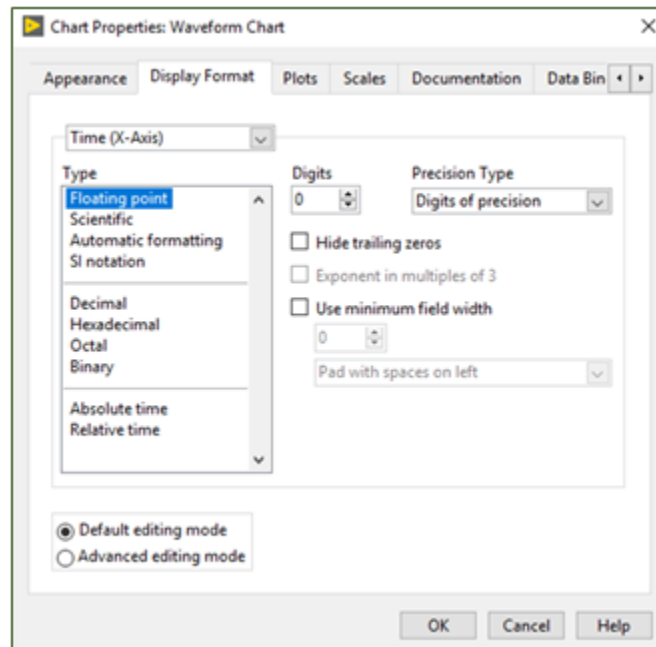 Chart Properties: Waveform Chart
Appearance Display Format Plots Scales Documentation Data Bin
Time (X-Axis)
Type Digits Precision Type
Floating point 0 Digits of precision
Scientific
Automatic formatting Hide trailing zeros
SI notation
Exponent in multiples of 3
Decimal Use minimum field width
Hexadecimal
Octal 0
Binary Pad with spaces on left
Absolute time
Relative time
Default editing mode
Advanced editing mode
OK Cancel Help